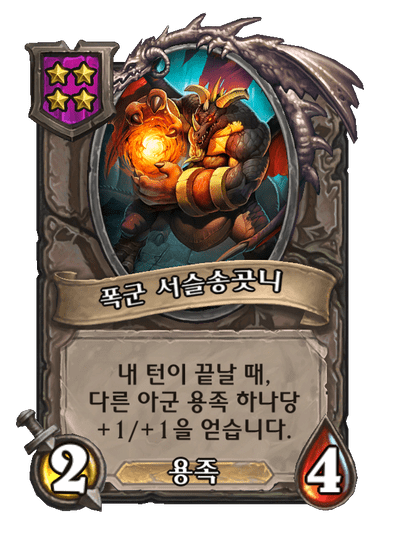 폭군 서슬송곳니
내 턴이 끝날 때,
다른 아군 용족 하나당
+1/+1을 얻습니다.
2
용족
4